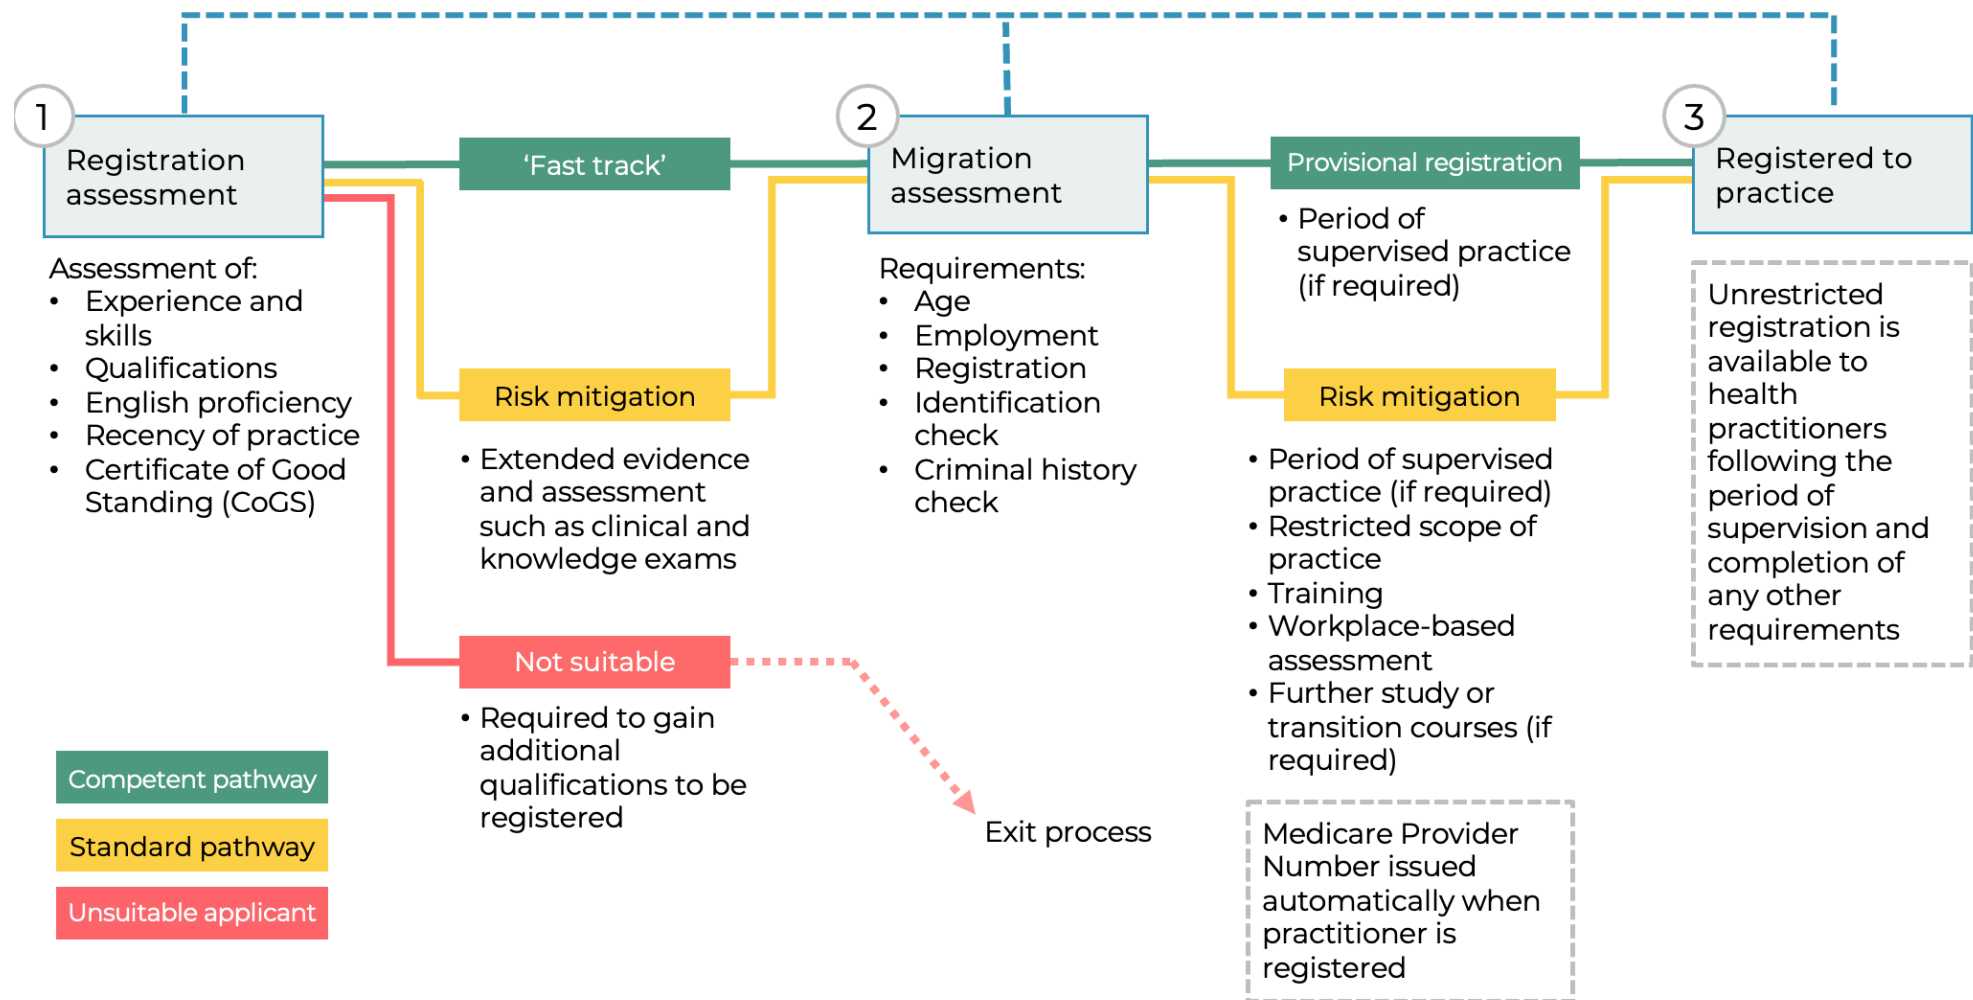 1
Registration
assessment
Assessment of:
• Experience and
skills
• Qualifications
• English proficiency
• Recency of practice
• Certificate of Good
Standing (CoGS)
'Fast track'
Risk mitigation
• Extended evidence
and assessment
such as clinical and
knowledge exams
Not suitable
• Required to gain
additional
qualifications to be
registered
Exit process
2
Migration
assessment
Requirements:
• Age
• Employment
• Registration
• Identification
check
• Criminal history
check
Provisional registration
• Period of
supervised practice
(if required)
Risk mitigation
• Period of supervised
practice (if required)
• Restricted scope of
practice
• Training
• Workplace-based
assessment
• Further study or
transition courses (if
required)
Medicare Provider
Number issued
automatically when
practitioner is
registered
3
Registered to
practice
Unrestricted
registration is
available to
health
practitioners
following the
period of
supervision and
completion of
any other
requirements
Competent pathway
Standard pathway
Unsuitable applicant